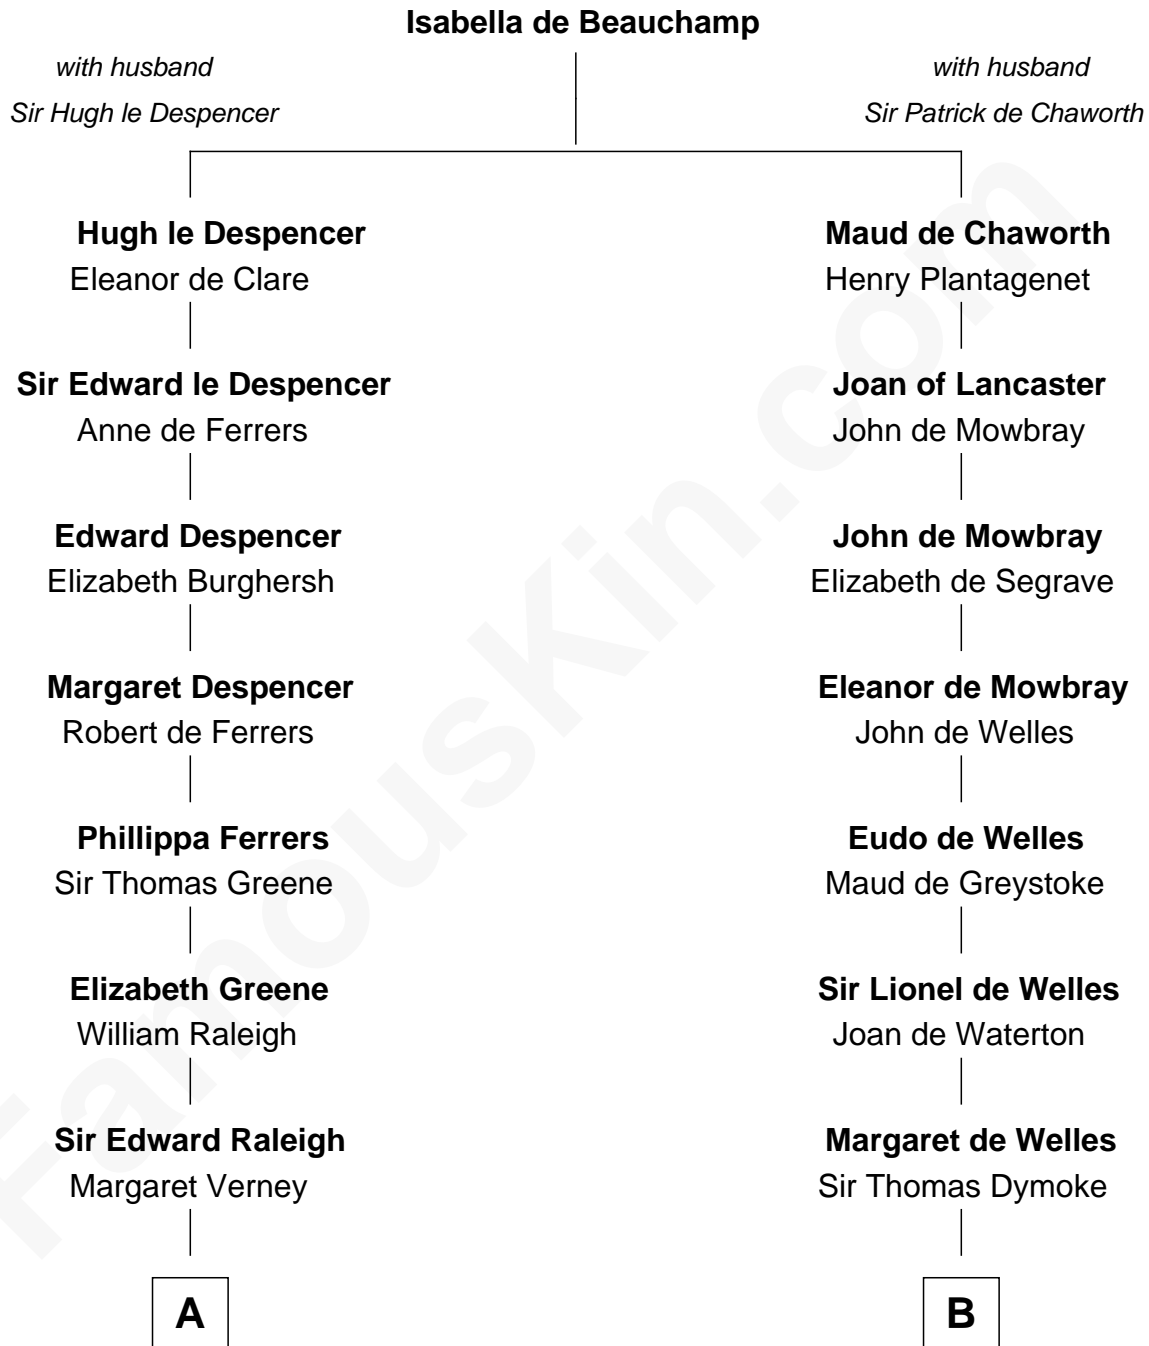 Isabella de Beauchamp
with husband
Sir Hugh le Despencer
with husband
Sir Patrick de Chaworth
Hugh le Despencer
Eleanor de Clare
Maud de Chaworth
Henry Plantagenet
Sir Edward le Despencer
Anne de Ferrers
Joan of Lancaster
John de Mowbray
Edward Despencer
Elizabeth Burghersh
John de Mowbray
Elizabeth de Segrave
Margaret Despencer
Robert de Ferrers
Eleanor de Mowbray
John de Welles
Phillippa Ferrers
Sir Thomas Greene
Eudo de Welles
Maud de Greystoke
Elizabeth Greene
William Raleigh
Sir Lionel de Welles
Joan de Waterton
Sir Edward Raleigh
Margaret Verney
Margaret de Welles
Sir Thomas Dymoke
A
B
FamousKin.com